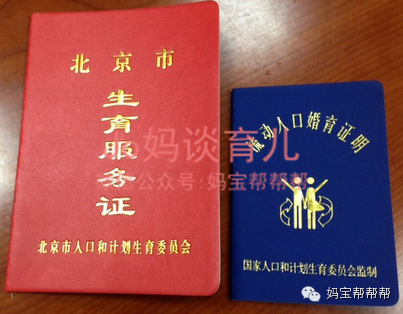 北京市
生育服务证
北京市人口和计划生育委员会
流动人口婚育证明
国家人口和计划生育委员会监制
妈谈育儿
公众号:妈宝帮帮帮
妈宝帮帮帮